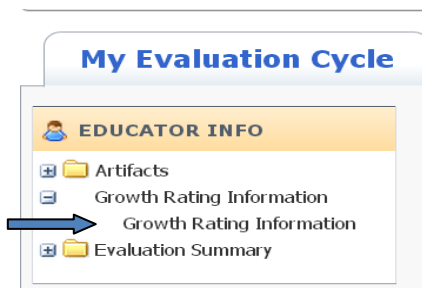 My Evaluation Cycle
EDUCATOR INFO
Artifacts
Growth Rating Information
Growth Rating Information
Evaluation Summary